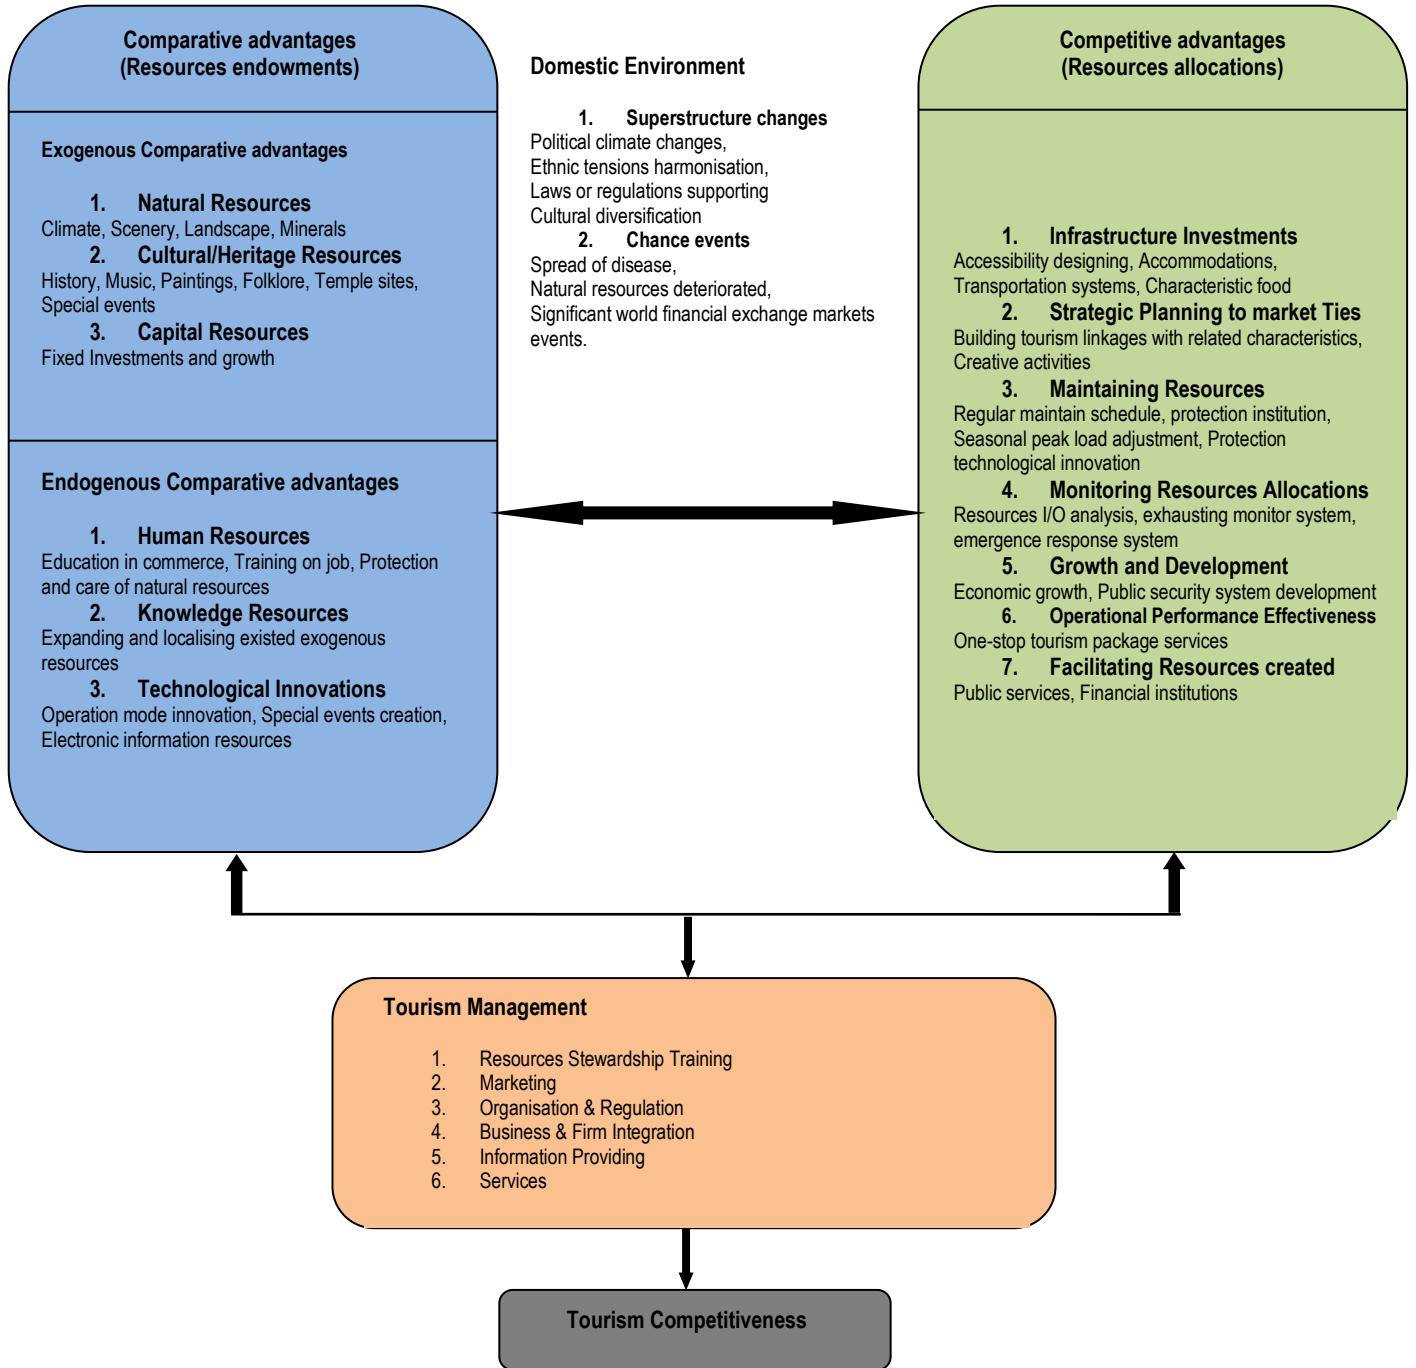 Comparative advantages
(Resources endowments)
Exogenous Comparative advantages
1. Natural Resources
Climate, Scenery, Landscape, Minerals
2. Cultural/Heritage Resources
History, Music, Paintings, Folklore, Temple sites,
Special events
3. Capital Resources
Fixed Investments and growth
Endogenous Comparative advantages
1. Human Resources
Education in commerce, Training on job, Protection
and care of natural resources
2. Knowledge Resources
Expanding and localising existed exogenous
resources
3. Technological Innovations
Operation mode innovation, Special events creation,
Electronic information resources
Domestic Environment
1. Superstructure changes
Political climate changes,
Ethnic tensions harmonisation,
Laws or regulations supporting
Cultural diversification
2. Chance events
Spread of disease,
Natural resources deteriorated,
Significant world financial exchange markets
events.
Competitive advantages
(Resources allocations)
1. Infrastructure Investments
Accessibility designing, Accommodations,
Transportation systems, Characteristic food
2. Strategic Planning to market Ties
Building tourism linkages with related characteristics,
Creative activities
3. Maintaining Resources
Regular maintain schedule, protection institution,
Seasonal peak load adjustment, Protection
technological innovation
4. Monitoring Resources Allocations
Resources I/O analysis, exhausting monitor system,
emergence response system
5. Growth and Development
Economic growth, Public security system development
6. Operational Performance Effectiveness
One-stop tourism package services
7. Facilitating Resources created
Public services, Financial institutions
Tourism Management
1. Resources Stewardship Training
2. Marketing
3. Organisation & Regulation
4. Business & Firm Integration
5. Information Providing
6. Services
Tourism Competitiveness